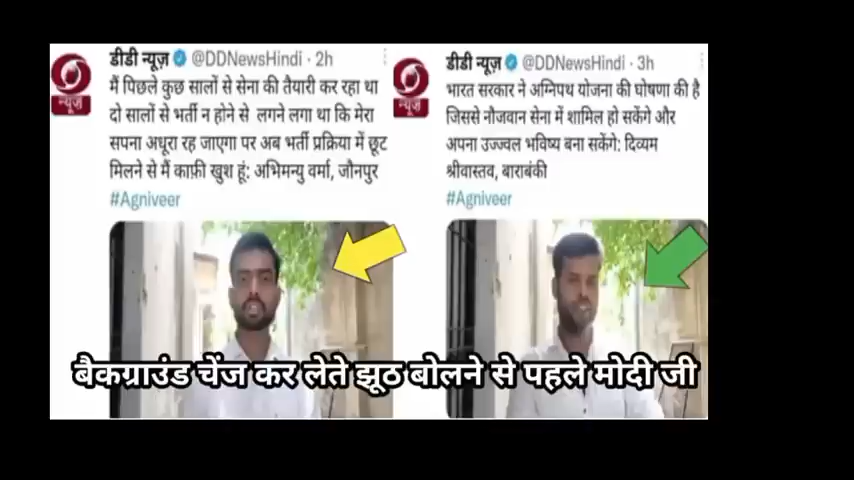 डीडी न्यूज़ @DDNewsHindi · 2h
मैं पिछले कुछ सालों से सेना की तैयारी कर रहा था
दो सालों से भर्ती न होने से लगने लगा था कि मेरा
सपना अधूरा रह जाएगा पर अब भर्ती प्रक्रिया में छूट
मिलने से मैं काफ़ी खुश हूं: अभिमन्यु वर्मा, जौनपुर
#Agniveer
न्यूज़
डीडी न्यूज़ @DDNewsHindi · 3h
भारत सरकार ने अग्निपथ योजना की घोषणा की है
जिससे नौजवान सेना में शामिल हो सकेंगे और
अपना उज्ज्वल भविष्य बना सकेंगे: दिव्यम
श्रीवास्तव, बाराबंकी
#Agniveer
न्यूज़
बैकग्राउंड चेंज कर लेते झूठ बोलने से पहले मोदी जी